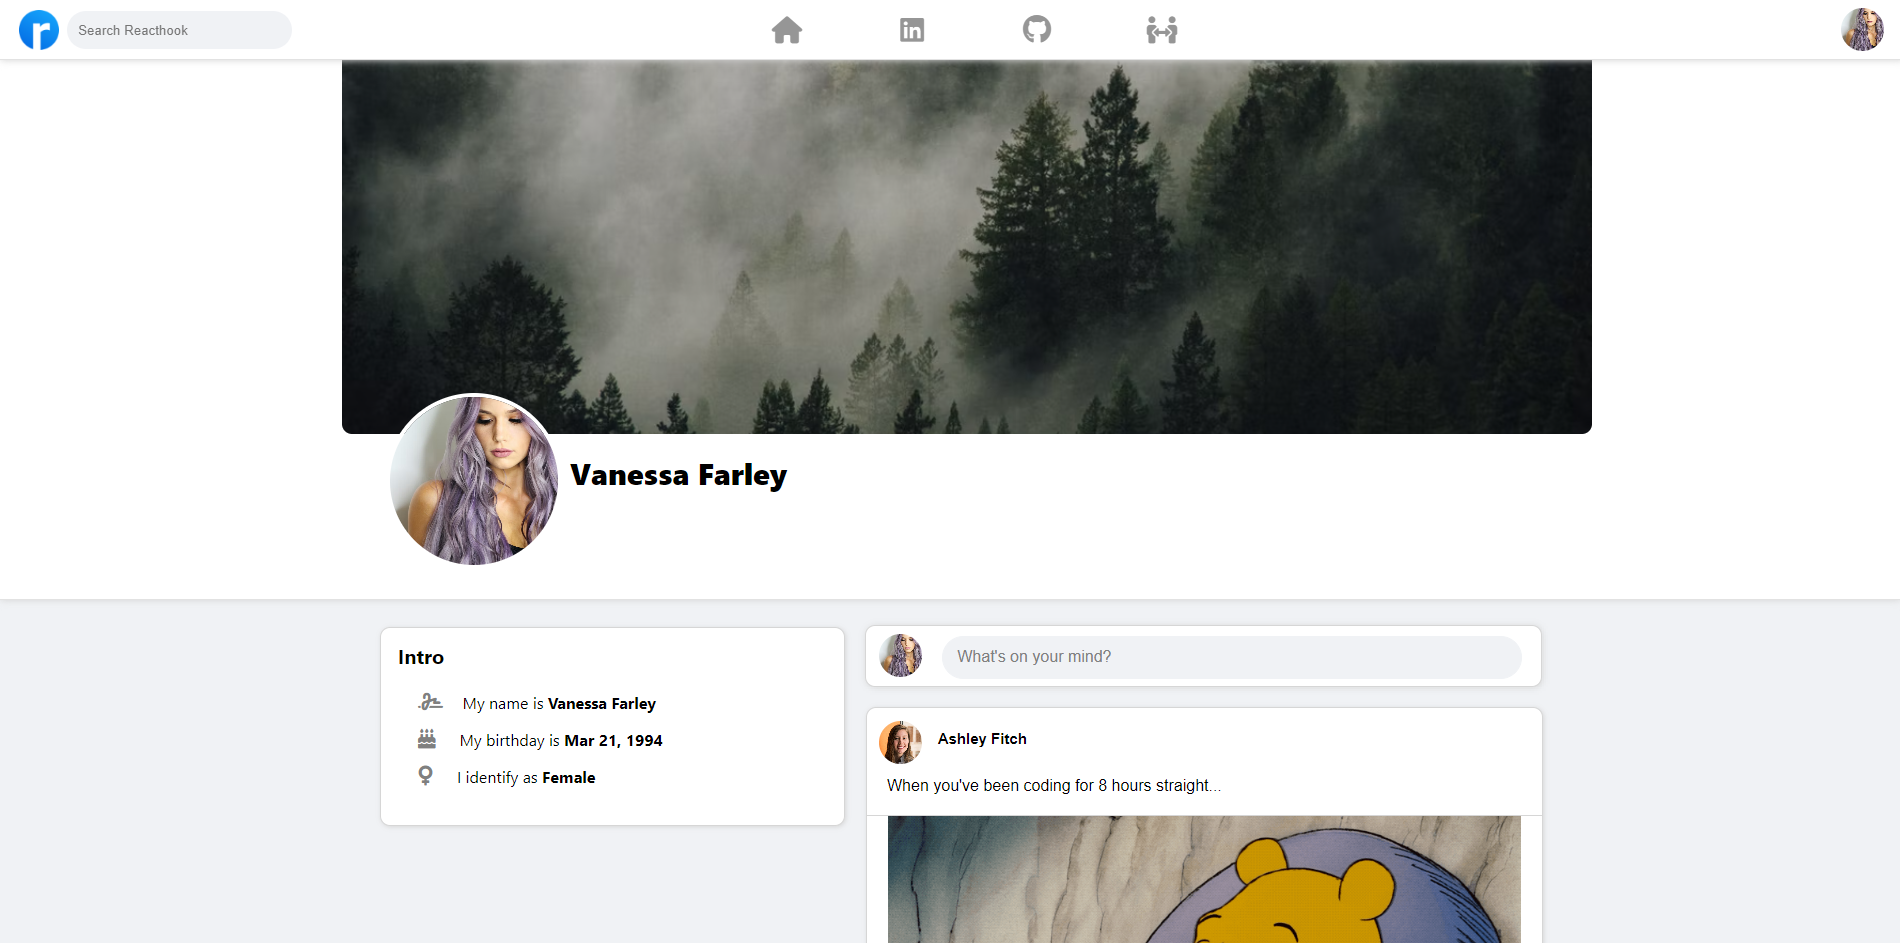 r
Search Reacthook
in
Vanessa Farley
Intro
My name is Vanessa Farley
My birthday is Mar 21, 1994
I identify as Female
What's on your mind?
Ashley Fitch
When you've been coding for 8 hours straight...